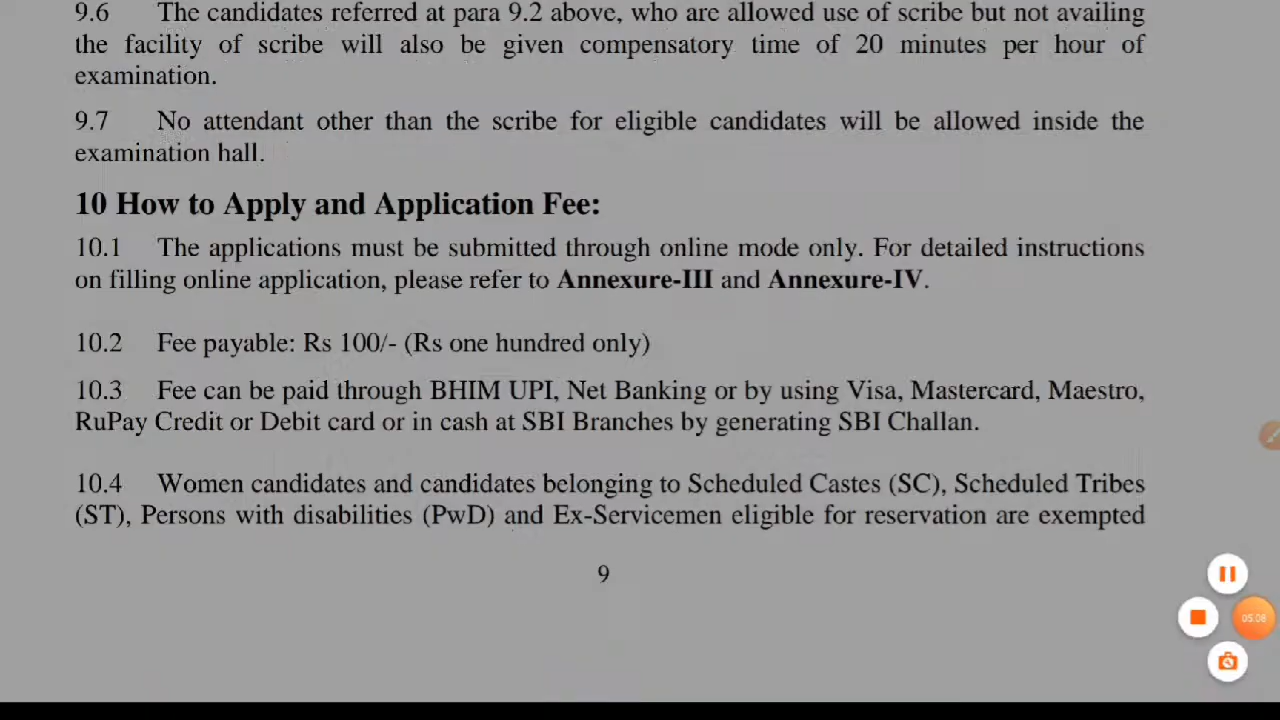 9.6 The candidates referred at para 9.2 above, who are allowed use of scribe but not availing
the facility of scribe will also be given compensatory time of 20 minutes per hour of
examination.
9.7 No attendant other than the scribe for eligible candidates will be allowed inside the
examination hall.
10 How to Apply and Application Fee:
10.1 The applications must be submitted through online mode only. For detailed instructions
on filling online application, please refer to Annexure-III and Annexure-IV.
10.2 Fee payable: Rs 100/- (Rs one hundred only)
10.3 Fee can be paid through BHIM UPI, Net Banking or by using Visa, Mastercard, Maestro,
RuPay Credit or Debit card or in cash at SBI Branches by generating SBI Challan.
10.4 Women candidates and candidates belonging to Scheduled Castes (SC), Scheduled Tribes
(ST), Persons with disabilities (PwD) and Ex-Servicemen eligible for reservation are exempted
9
05:08